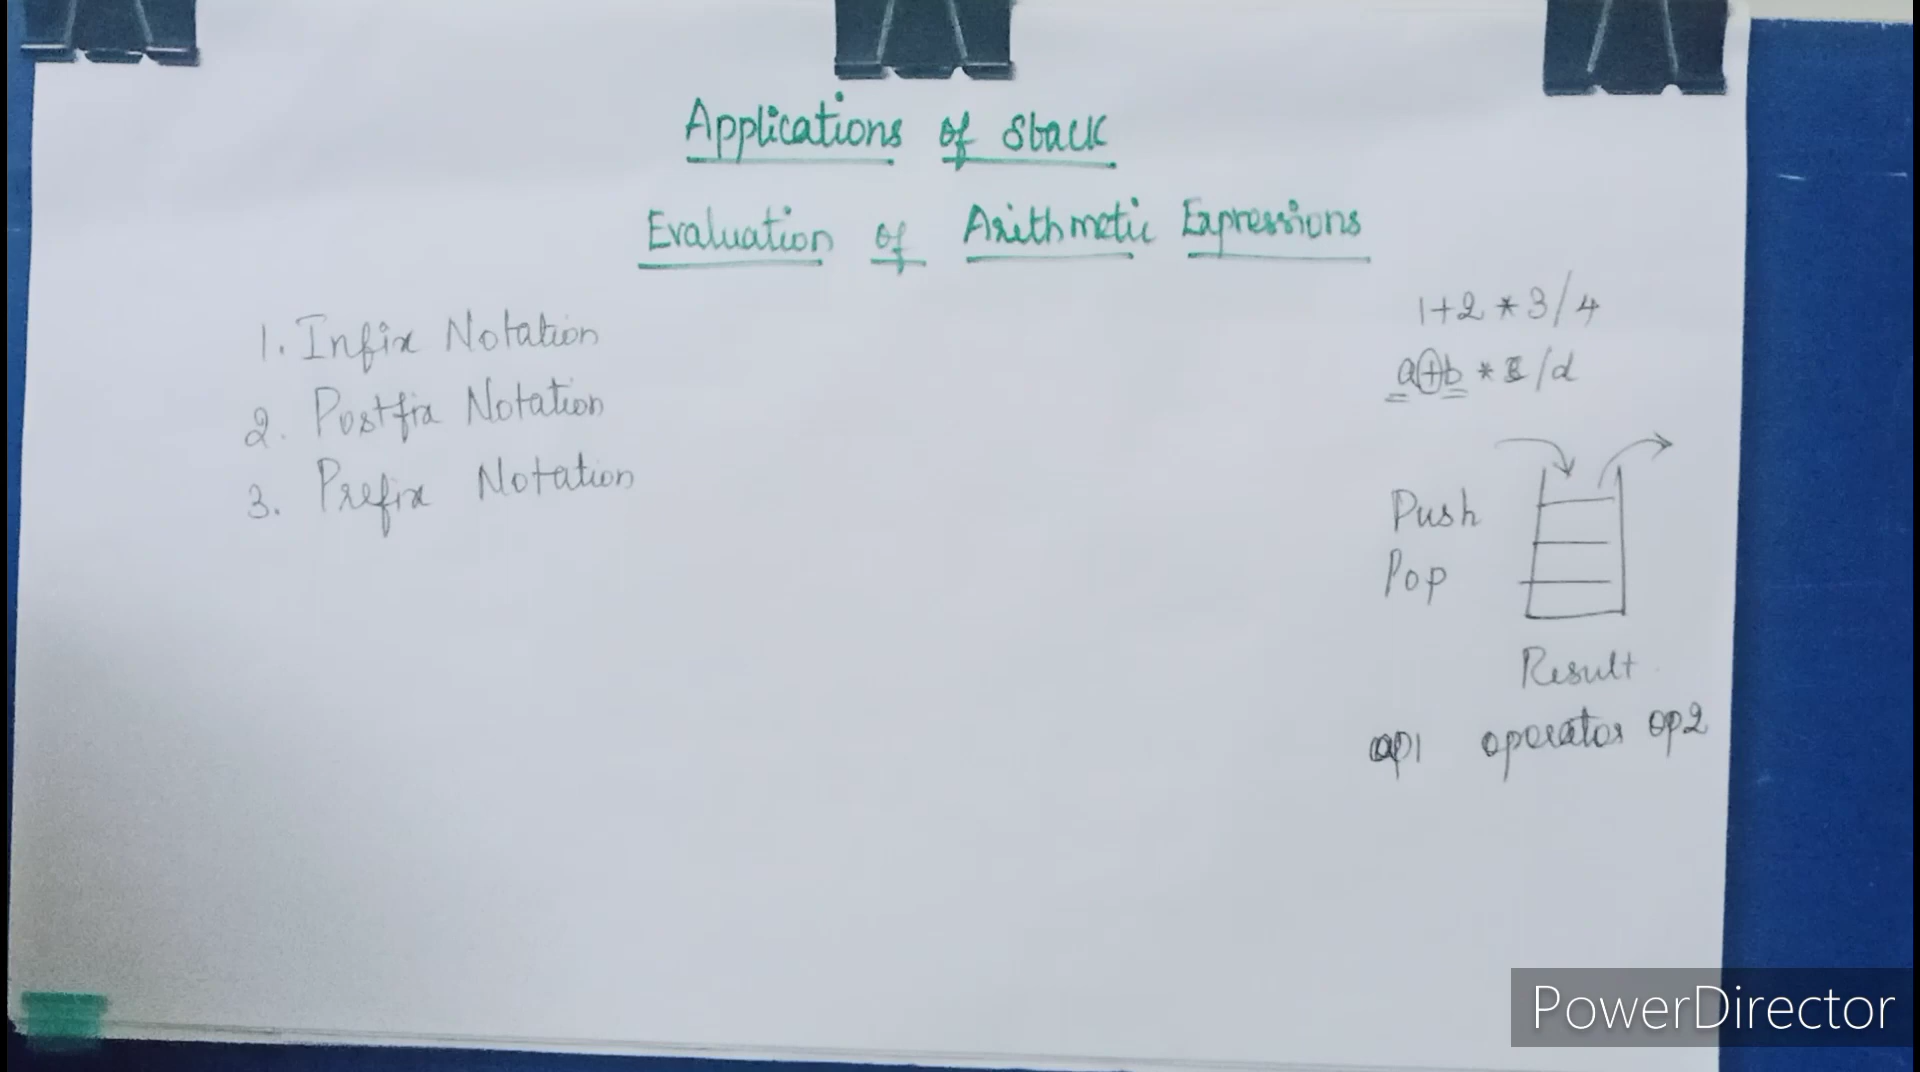 Applications of Stack
Evaluation of Arithmetic Expressions
1. Infix Notation
2. Postfix Notation
3. Prefix Notation
1+2 * 3/4
a+b * /d
Push
Pop
Result
op1 operator op2
PowerDirector